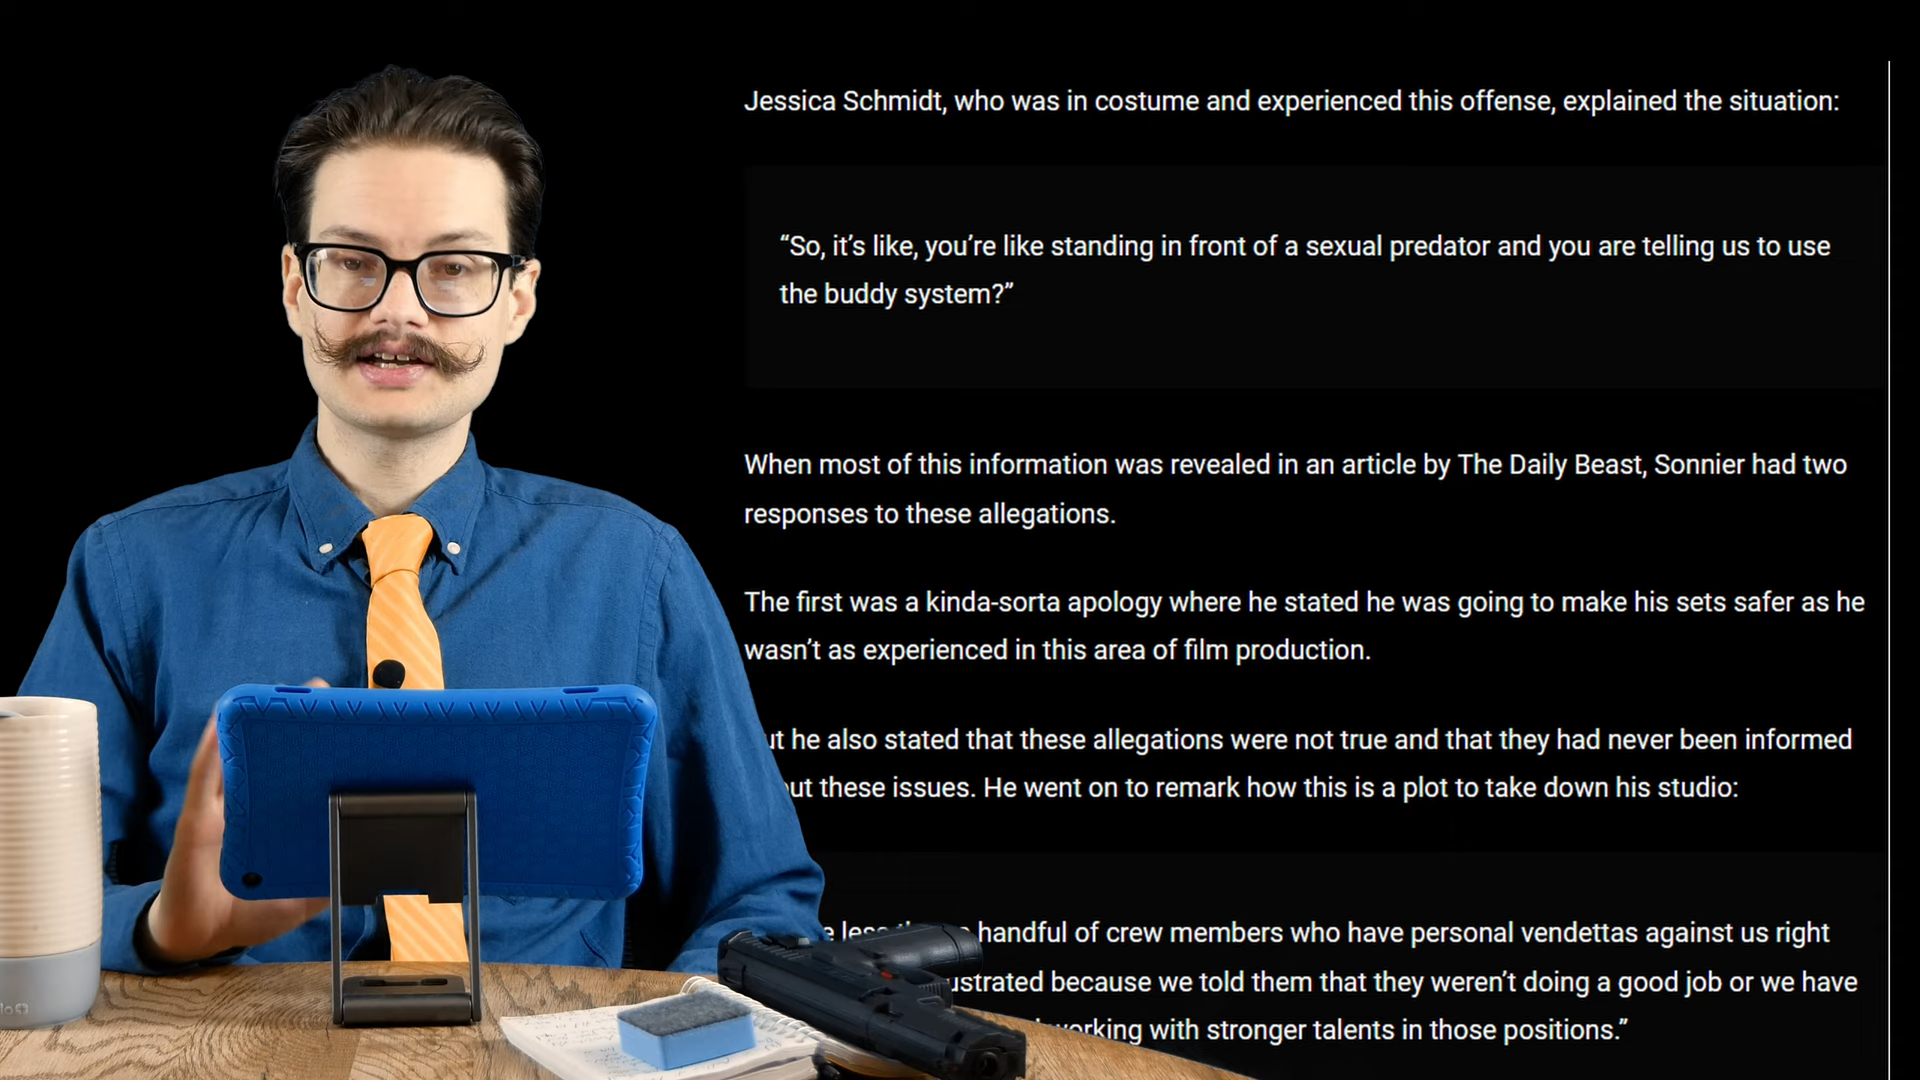 Jessica Schmidt, who was in costume and experienced this offense, explained the situation:
“So, it’s like, you’re like standing in front of a sexual predator and you are telling us to use
the buddy system?”
When most of this information was revealed in an article by The Daily Beast, Sonnier had two
responses to these allegations.
The first was a kinda-sorta apology where he stated he was going to make his sets safer as he
wasn’t as experienced in this area of film production.
he also stated that these allegations were not true and that they had never been informed
these issues. He went on to remark how this is a plot to take down his studio:
handful of crew members who have personal vendettas against us right
because we told them that they weren’t doing a good job or we have
working with stronger talents in those positions.”